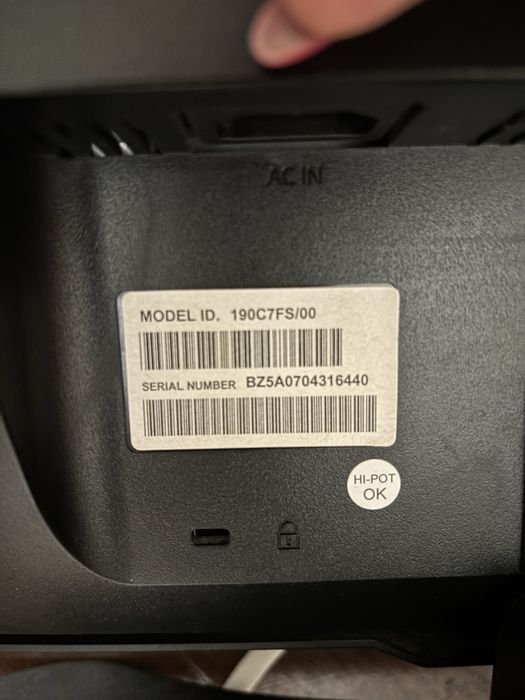 AC IN
MODEL ID. 190C7FS/00
SERIAL NUMBER BZ5A0704316440
HI-POT
OK